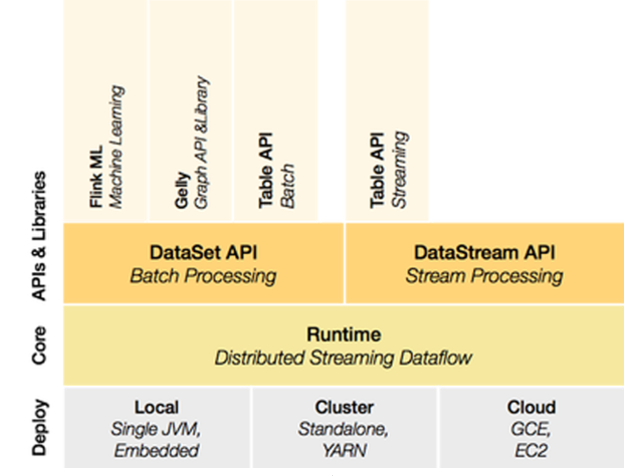 Flink ML
Machine Learning
Gelly
Graph API &Library
Table API
Batch
Table API
Streaming
APIs & Libraries
DataSet API
Batch Processing
DataStream API
Stream Processing
Core
Runtime
Distributed Streaming Dataflow
Deploy
Local
Single JVM,
Embedded
Cluster
Standalone,
YARN
Cloud
GCE,
EC2